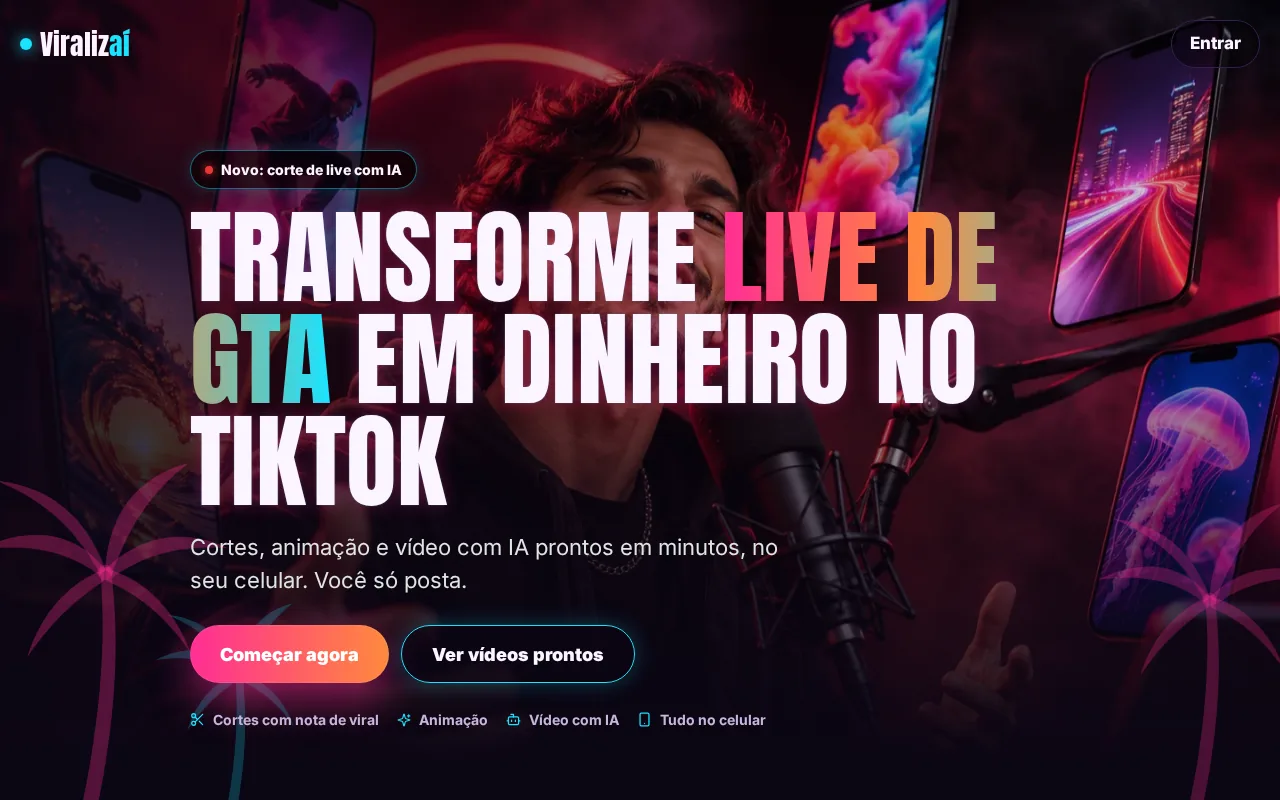 Viralizaí
Entrar
Novo: corte de live com IA
TRANSFORME LIVE DE
GTA EM DINHEIRO NO
TIKTOK
Cortes, animação e vídeo com IA prontos em minutos, no
seu celular. Você só posta.
Começar agora
Ver vídeos prontos
Cortes com nota de viral
Animação
Vídeo com IA
Tudo no celular